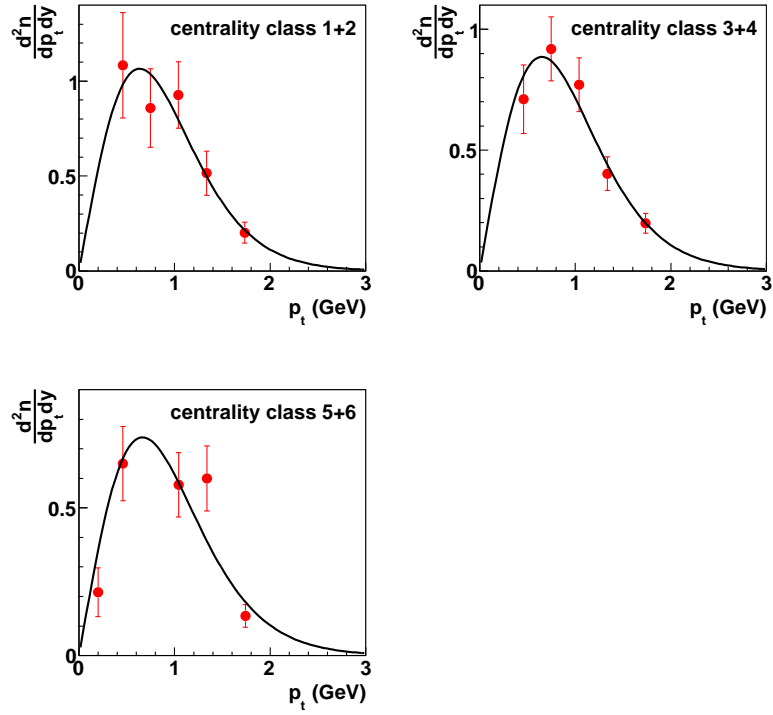 d²n
dp_t dy
centrality class 1+2
1
0.5
0
0 1 2 3
p_t (GeV)
d²n
dp_t dy
centrality class 3+4
1
0.5
0
0 1 2 3
p_t (GeV)
d²n
dp_t dy
centrality class 5+6
0.5
0
0 1 2 3
p_t (GeV)